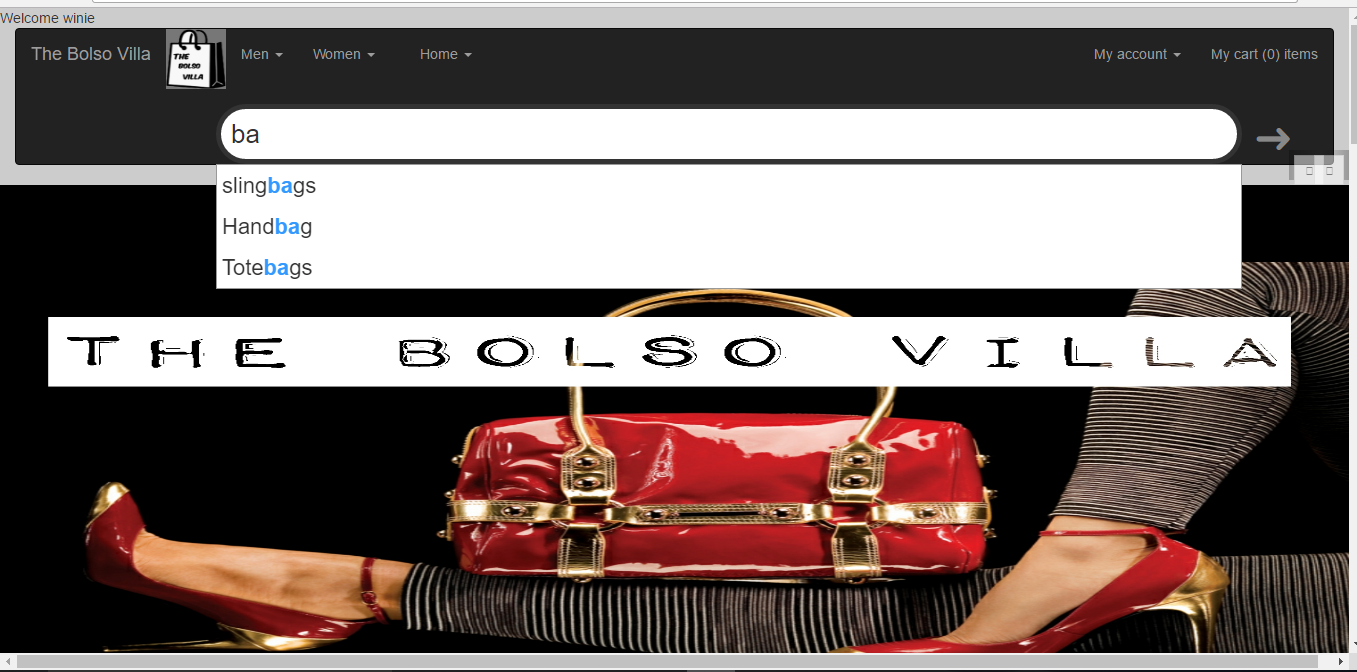 Welcome winie
The Bolso Villa
THE
BOLSO
VILLA
Men
Women
Home
My account
My cart (0) items
ba
slingbags
Handbag
Totebags
THE BOLSO VILLA